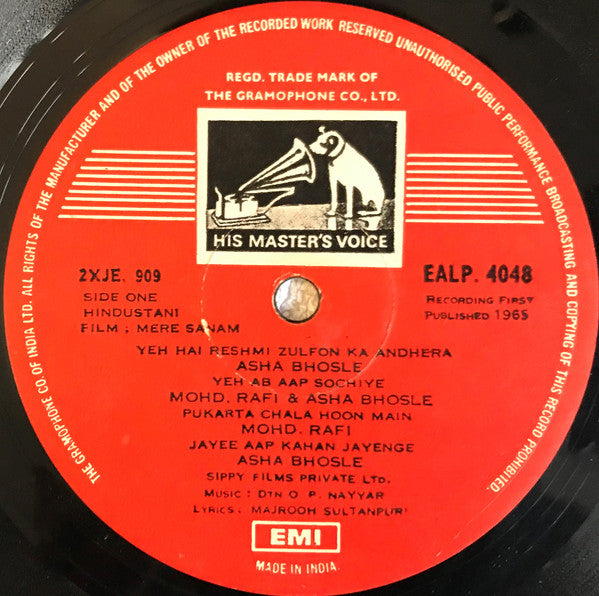 THE GRAMOPHONE CO. OF INDIA LTD. ALL RIGHTS OF THE MANUFACTURER AND OF THE OWNER OF THE RECORDED WORK RESERVED UNAUTHORISED PUBLIC PERFORMANCE BROADCASTING AND COPYING OF THIS RECORD PROHIBITED.
REGD. TRADE MARK OF
THE GRAMOPHONE CO., LTD.
HIS MASTER'S VOICE
2XJE. 909
EALP. 4048
SIDE ONE
RECORDING FIRST
HINDUSTANI
PUBLISHED 1965
FILM ; MERE SANAM
YEH HAI RESHMI ZULFON KA ANDHERA
ASHA BHOSLE
YEH AB AAP SOCHIYE
MOHD. RAFI & ASHA BHOSLE
PUKARTA CHALA HOON MAIN
MOHD. RAFI
JAYEE AAP KAHAN JAYENGE
ASHA BHOSLE
SIPPY FILMS PRIVATE LTD.
MUSIC : DTN O. P. NAYYAR
LYRICS : MAJROOH SULTANPURI
EMI
MADE IN INDIA.